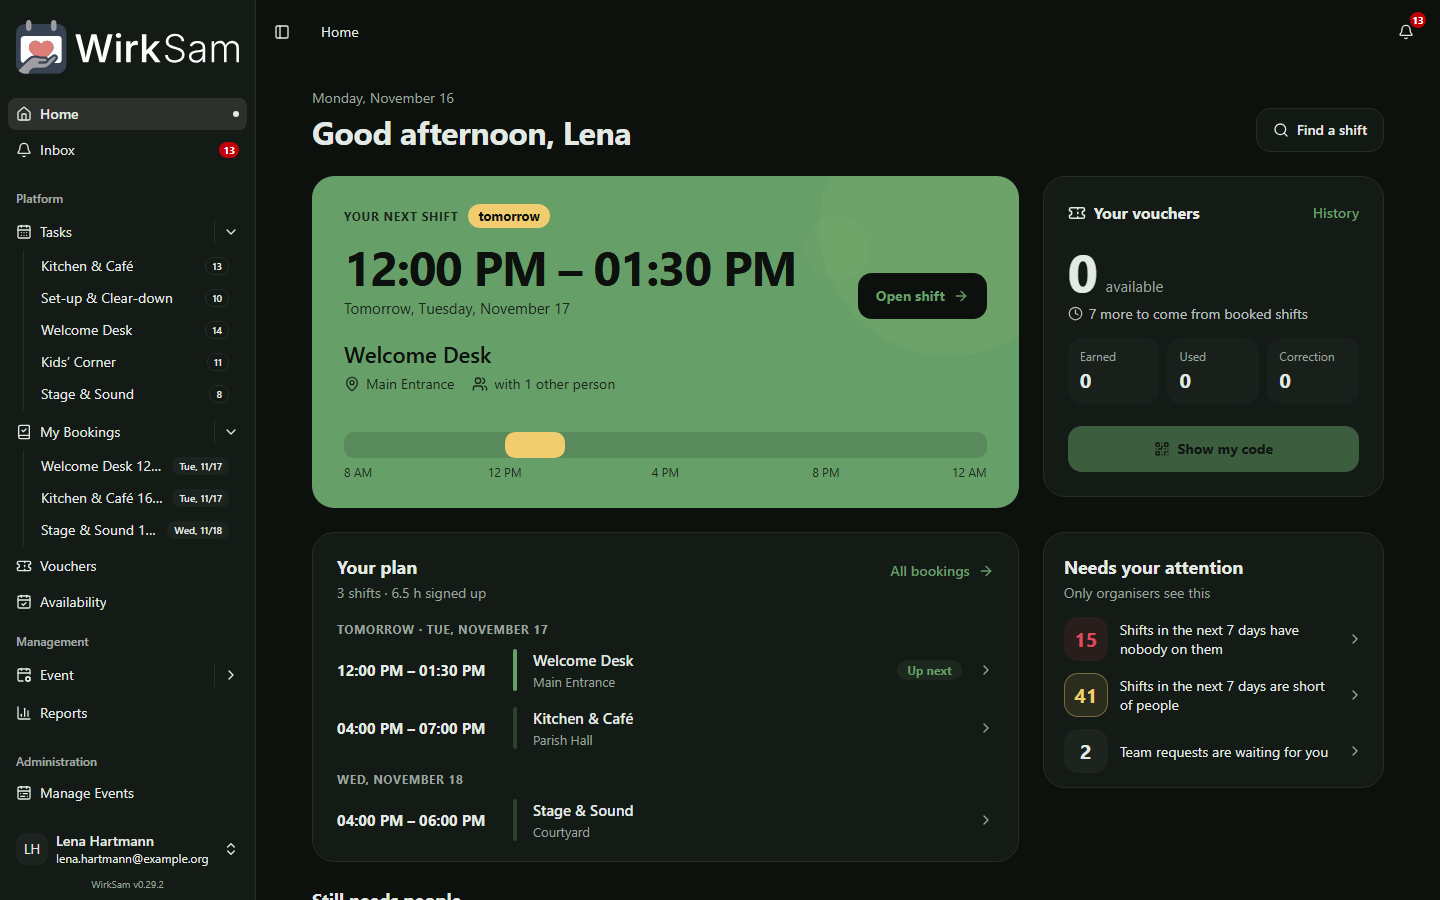 WirkSam
Home
Inbox
13
Platform
Tasks
Kitchen & Café
13
Set-up & Clear-down
10
Welcome Desk
14
Kids’ Corner
11
Stage & Sound
8
My Bookings
Welcome Desk 12...
Tue, 11/17
Kitchen & Café 16...
Tue, 11/17
Stage & Sound 1...
Wed, 11/18
Vouchers
Availability
Management
Event
Reports
Administration
Manage Events
LH
Lena Hartmann
lena.hartmann@example.org
WirkSam v0.29.2
Home
13
Monday, November 16
Good afternoon, Lena
Find a shift
YOUR NEXT SHIFT
tomorrow
12:00 PM – 01:30 PM
Tomorrow, Tuesday, November 17
Open shift
Welcome Desk
Main Entrance
with 1 other person
8 AM
12 PM
4 PM
8 PM
12 AM
Your vouchers
History
0 available
7 more to come from booked shifts
Earned
0
Used
0
Correction
0
Show my code
Your plan
3 shifts · 6.5 h signed up
All bookings
TOMORROW · TUE, NOVEMBER 17
12:00 PM – 01:30 PM
Welcome Desk
Main Entrance
Up next
04:00 PM – 07:00 PM
Kitchen & Café
Parish Hall
WED, NOVEMBER 18
04:00 PM – 06:00 PM
Stage & Sound
Courtyard
Needs your attention
Only organisers see this
15
Shifts in the next 7 days have
nobody on them
41
Shifts in the next 7 days are short
of people
2
Team requests are waiting for you
Still needs people